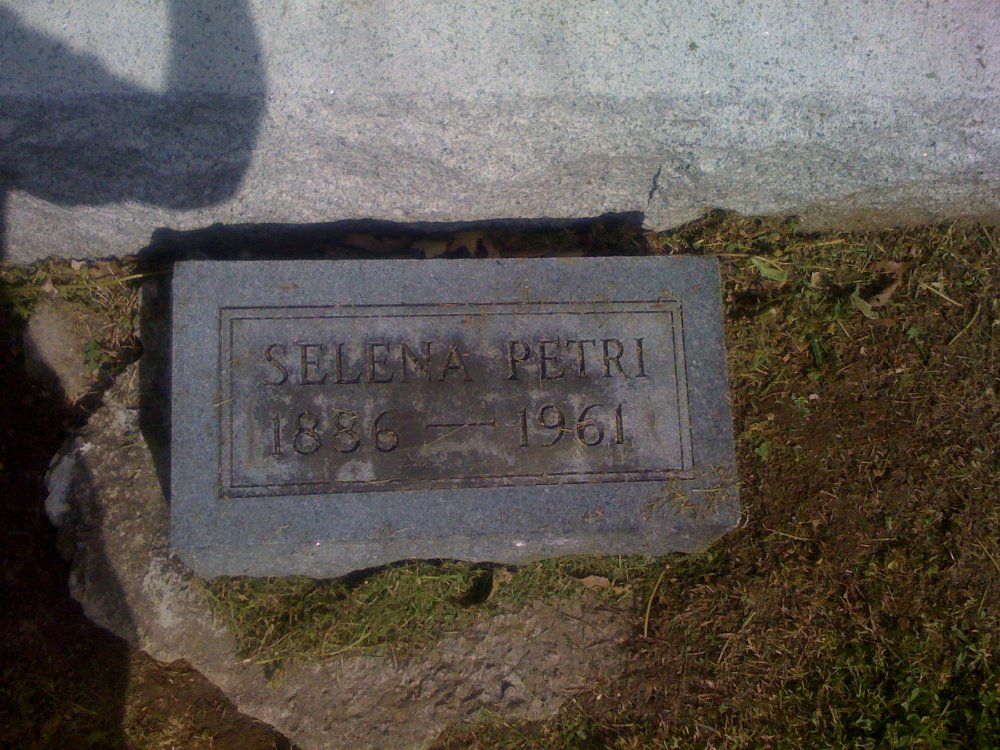 SELENA PETRI
1886 — 1961